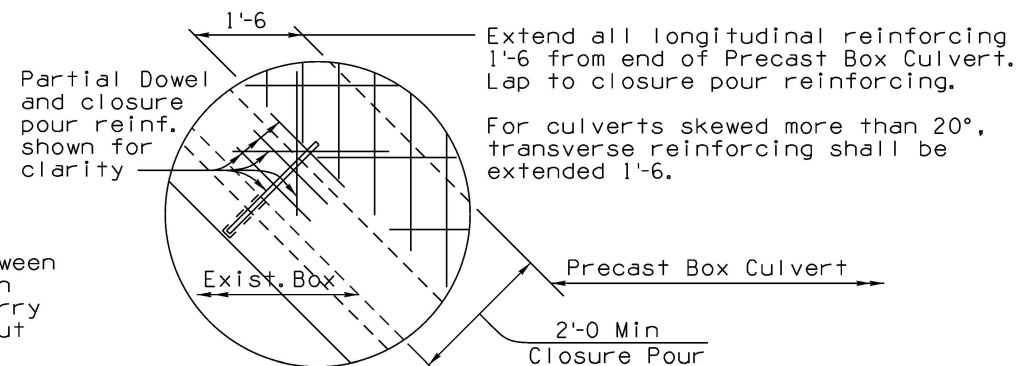 1'-6
Extend all longitudinal reinforcing
1'-6 from end of Precast Box Culvert.
Lap to closure pour reinforcing.
For culverts skewed more than 20°,
transverse reinforcing shall be
extended 1'-6.
Partial Dowel
and closure
pour reinf.
shown for
clarity
Exist. Box
Precast Box Culvert
2'-0 Min
Closure Pour